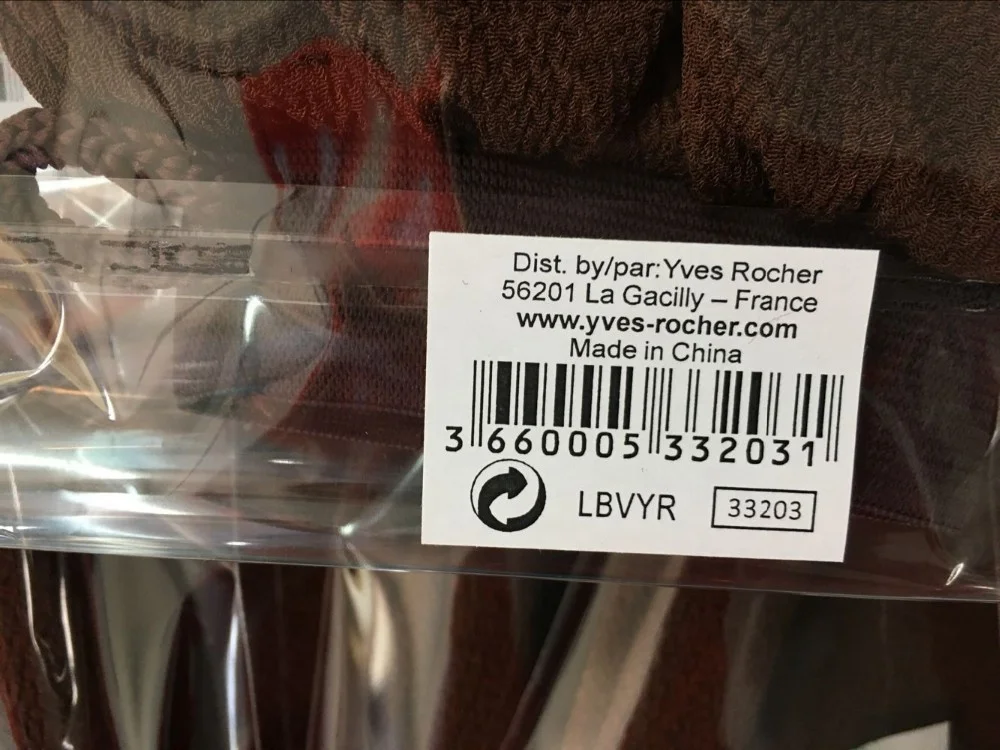 Dist. by/par:Yves Rocher
56201 La Gacilly – France
www.yves-rocher.com
Made in China
3 660005 332031
LBVYR 33203